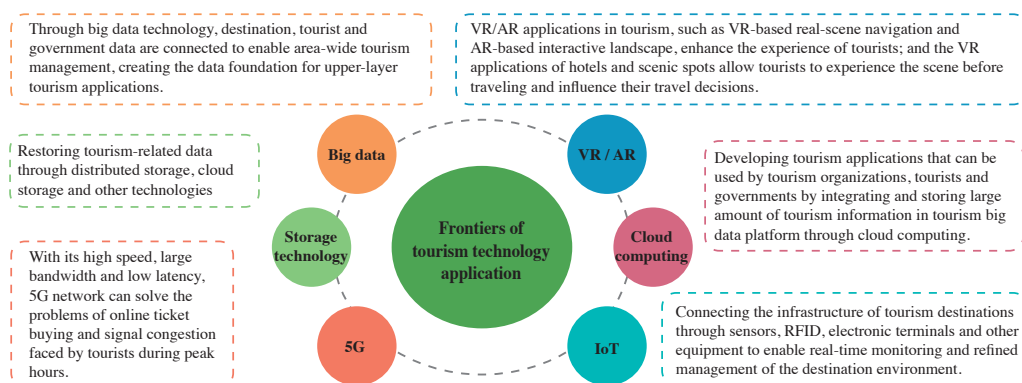 Through big data technology, destination, tourist and
government data are connected to enable area-wide tourism
management, creating the data foundation for upper-layer
tourism applications.
VR/AR applications in tourism, such as VR-based real-scene navigation and
AR-based interactive landscape, enhance the experience of tourists; and the VR
applications of hotels and scenic spots allow tourists to experience the scene before
traveling and influence their travel decisions.
Big data
VR / AR
Restoring tourism-related data
through distributed storage, cloud
storage and other technologies
Developing tourism applications that can be
used by tourism organizations, tourists and
governments by integrating and storing large
amount of tourism information in tourism big
data platform through cloud computing.
Storage
technology
Frontiers of
tourism technology
application
Cloud
computing
With its high speed, large
bandwidth and low latency,
5G network can solve the
problems of online ticket
buying and signal congestion
faced by tourists during peak
hours.
5G
IoT
Connecting the infrastructure of tourism destinations
through sensors, RFID, electronic terminals and other
equipment to enable real-time monitoring and refined
management of the destination environment.